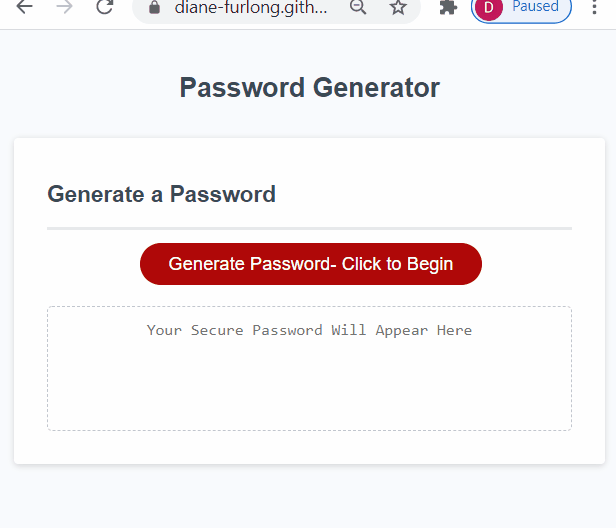 diane-furlong.gith...
D
Paused
Password Generator
Generate a Password
Generate Password- Click to Begin
Your Secure Password Will Appear Here